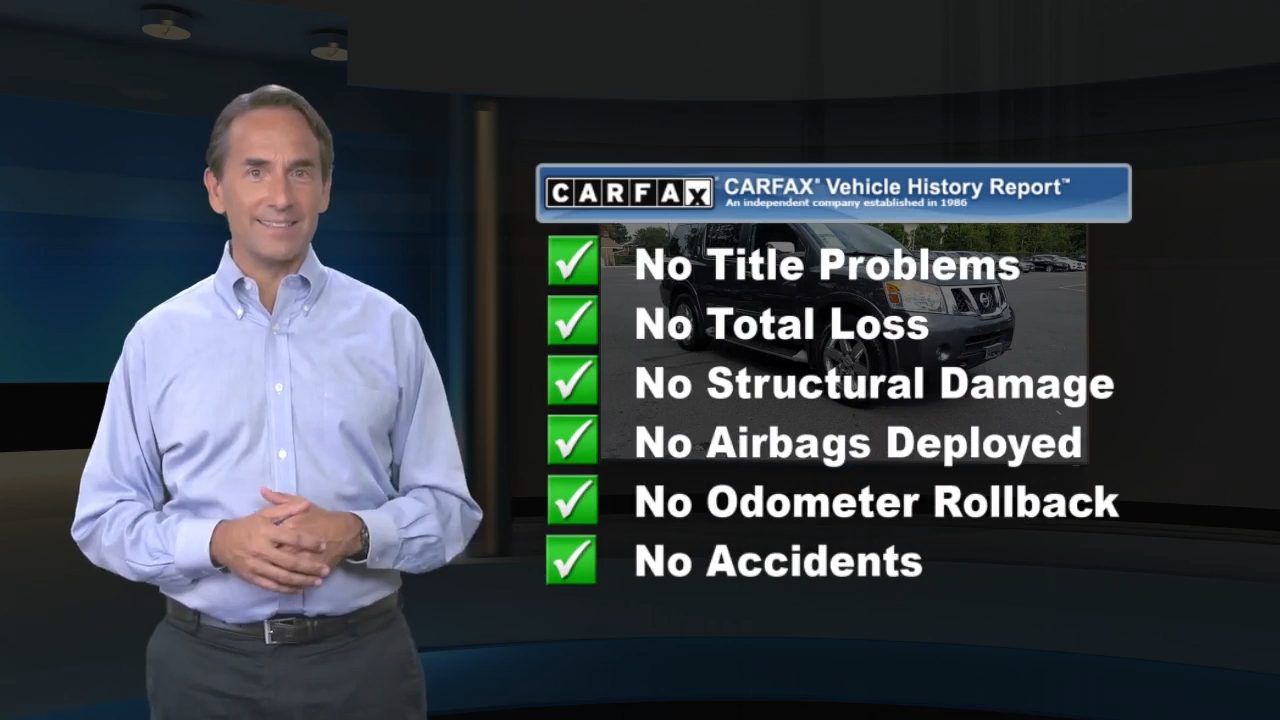 CARFAX® CARFAX® Vehicle History Report™
An independent company established in 1986
No Title Problems
No Total Loss
No Structural Damage
No Airbags Deployed
No Odometer Rollback
No Accidents